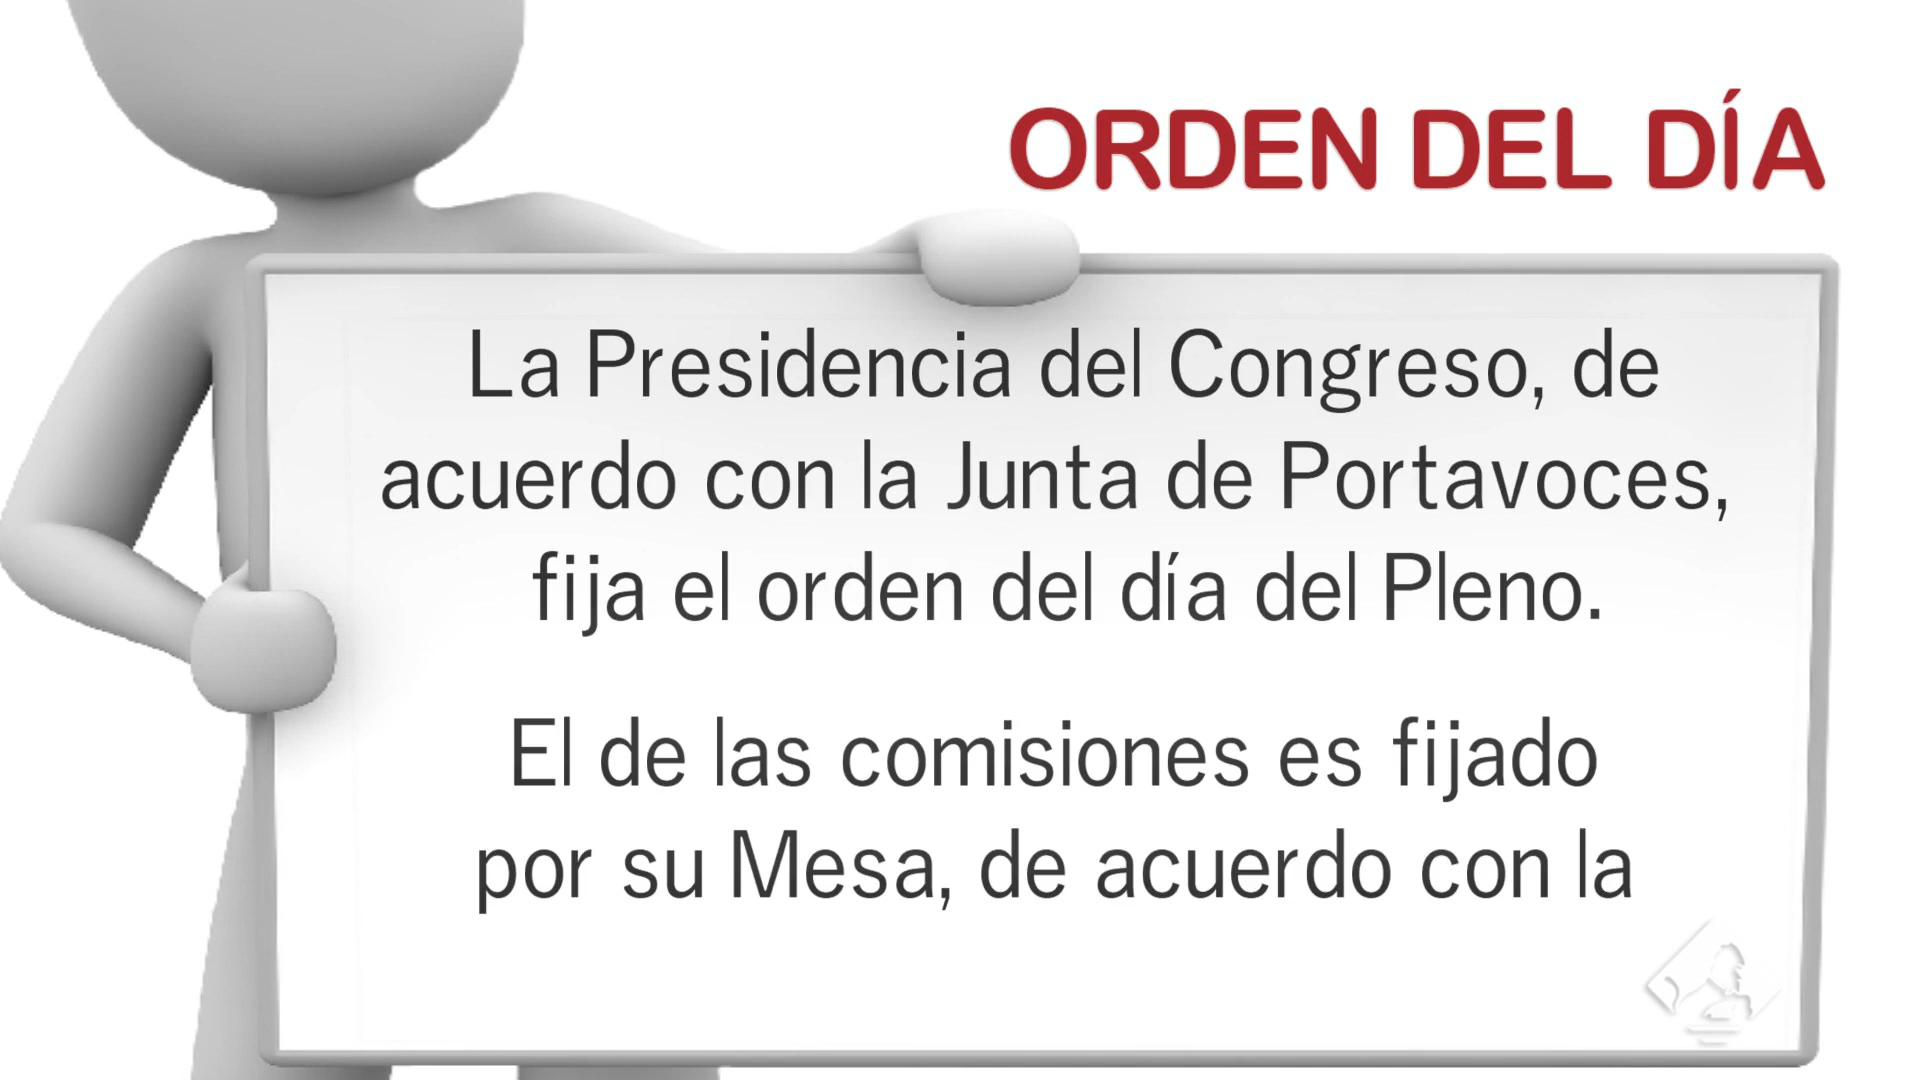 ORDEN DEL DÍA
La Presidencia del Congreso, de
acuerdo con la Junta de Portavoces,
fija el orden del día del Pleno.
El de las comisiones es fijado
por su Mesa, de acuerdo con la